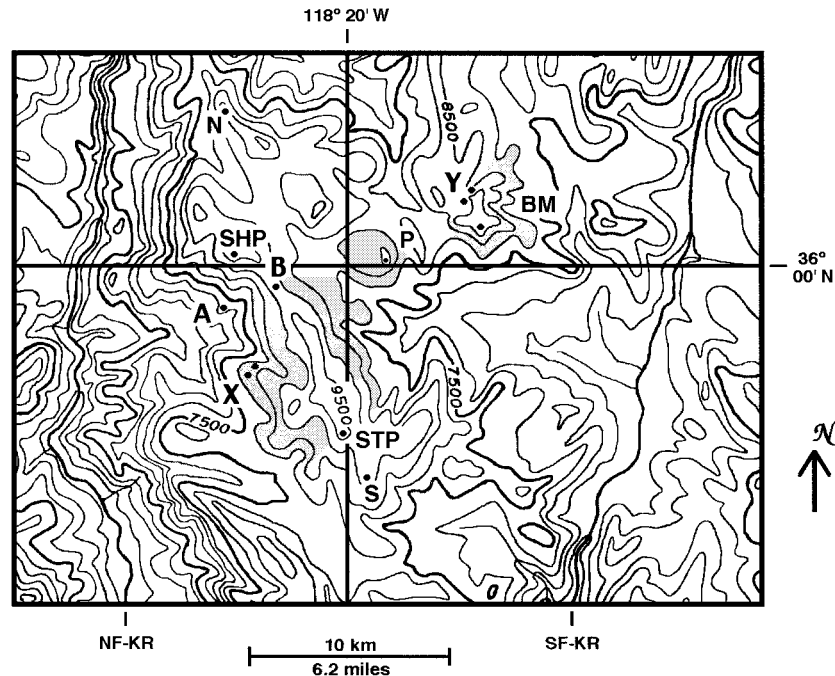 118° 20' W
8500
N
Y
BM
SHP
P
B
36°
00' N
A
X
9500
7500
7500
STP
N
S
NF-KR
10 km
6.2 miles
SF-KR